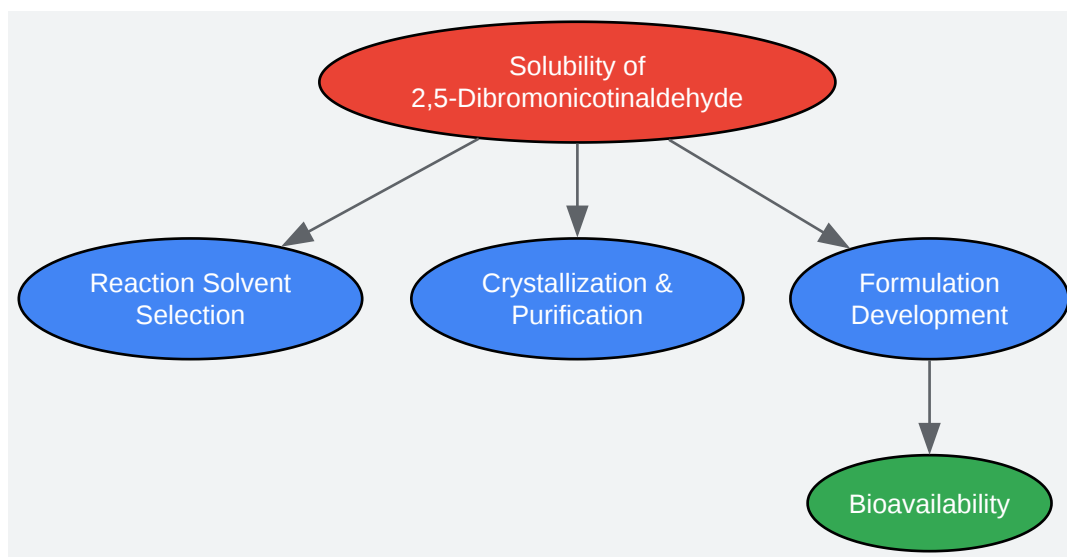 Solubility of
2,5-Dibromonicotinaldehyde
Reaction Solvent
Selection
Crystallization &
Purification
Formulation
Development
Bioavailability